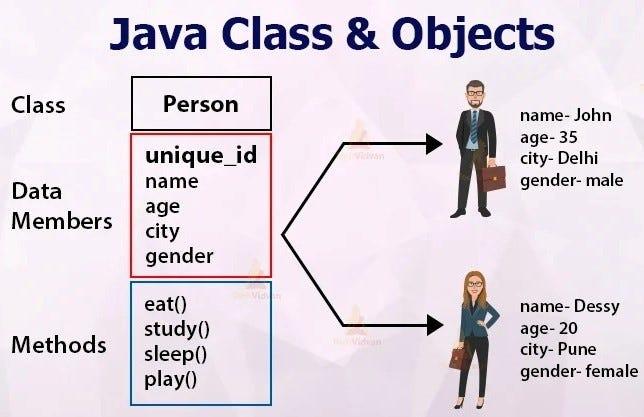 Java Class & Objects
Class
Person
Data
Members
unique_id
name
age
city
gender
Methods
eat()
study()
sleep()
play()
name- John
age- 35
city- Delhi
gender- male
name- Dessy
age- 20
city- Pune
gender- female